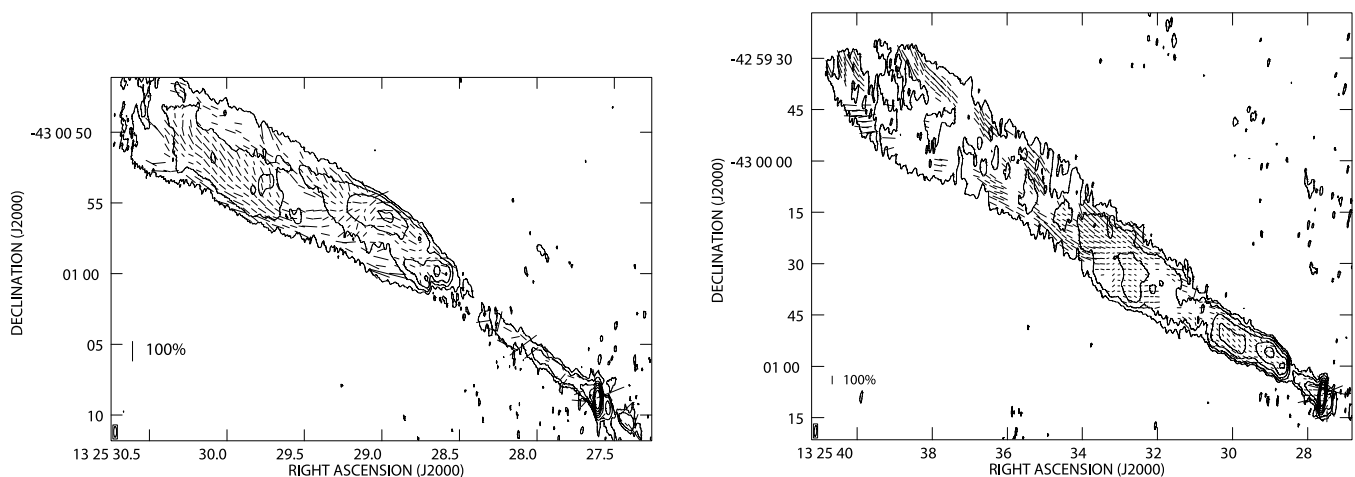 -43 00 50
55
01 00
05
10
DECLINATION (J2000)
100%
13 25 30.5
30.0
29.5
29.0
28.5
28.0
27.5
RIGHT ASCENSION (J2000)
-42 59 30
45
-43 00 00
15
30
45
01 00
15
DECLINATION (J2000)
100%
13 25 40
38
36
34
32
30
28
RIGHT ASCENSION (J2000)